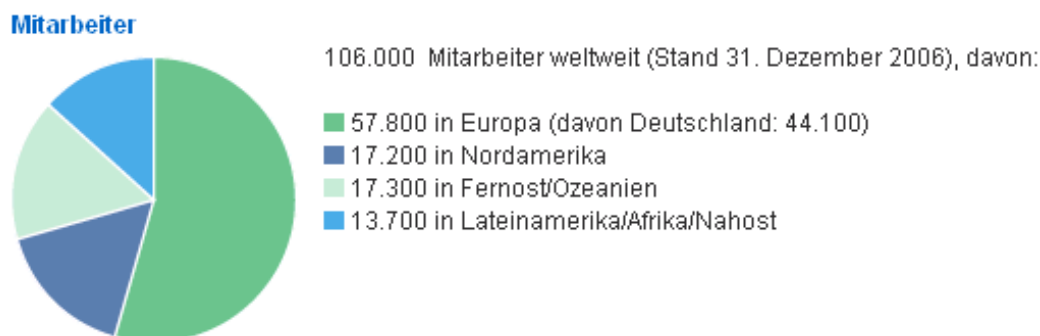 Mitarbeiter
106.000 Mitarbeiter weltweit (Stand 31. Dezember 2006), davon:
57.800 in Europa (davon Deutschland: 44.100)
17.200 in Nordamerika
17.300 in Fernost/Ozeanien
13.700 in Lateinamerika/Afrika/Nahost